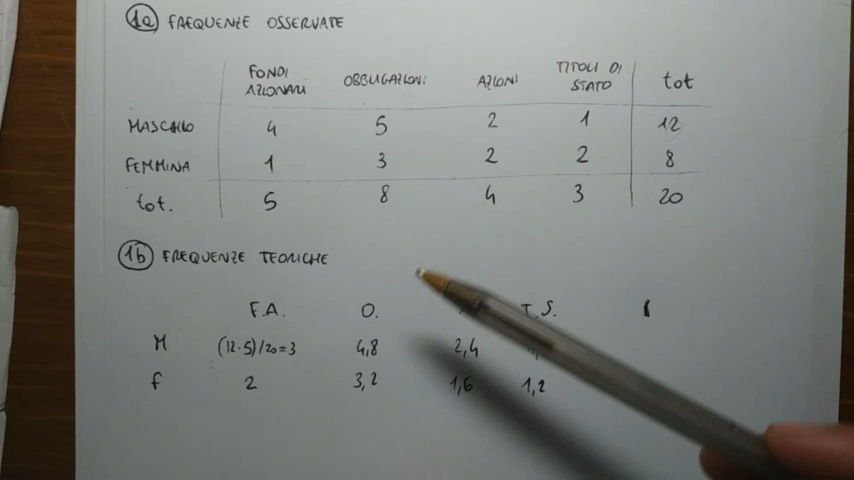 1a FREQUENZE OSSERVATE
FONDI AZIONARI OBBLIGAZIONI AZIONI TITOLI DI STATO tot
MASCHIO 4 5 2 1 12
FEMMINA 1 3 2 2 8
tot. 5 8 4 3 20
1b FREQUENZE TEORICHE
F.A. O. T.S.
M (12·5)/20=3 4,8 2,4
F 2 3,2 1,6 1,2